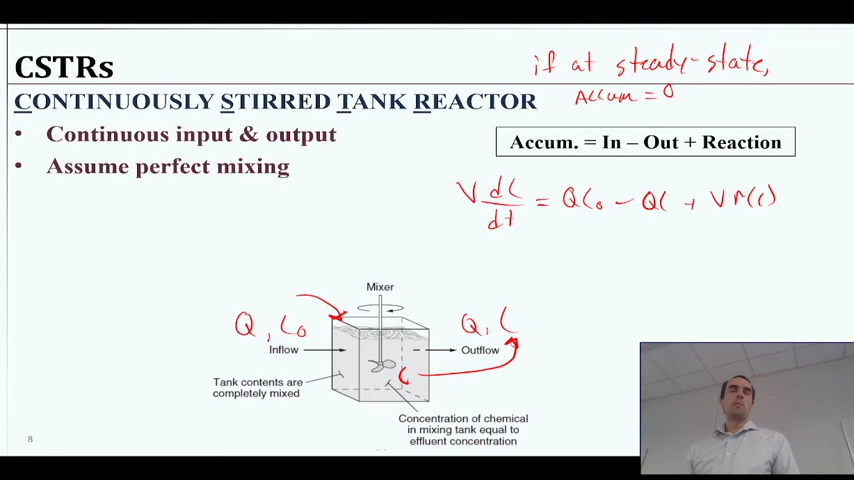 CSTRs
CONTINUOUSLY STIRRED TANK REACTOR
• Continuous input & output
• Assume perfect mixing
if at steady-state,
Accum = 0
Accum. = In – Out + Reaction
V dC/dt = QC₀ – QC + V r(C)
Mixer
Q, C₀
Q, C
Inflow
Outflow
C
Tank contents are
completely mixed
Concentration of chemical
in mixing tank equal to
effluent concentration
8